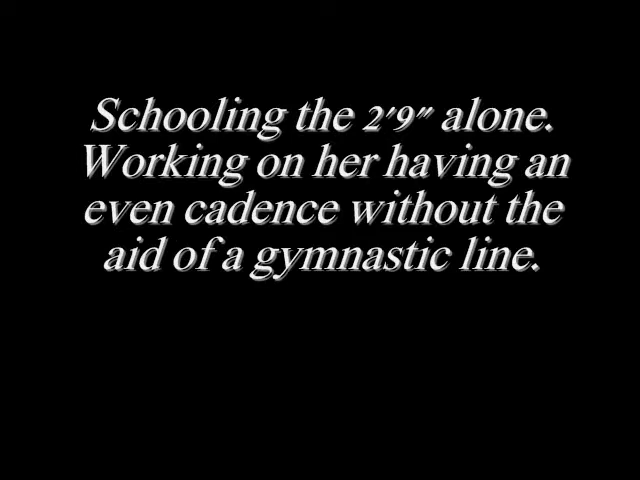 Schooling the 2'9" alone.
Working on her having an
even cadence without the
aid of a gymnastic line.